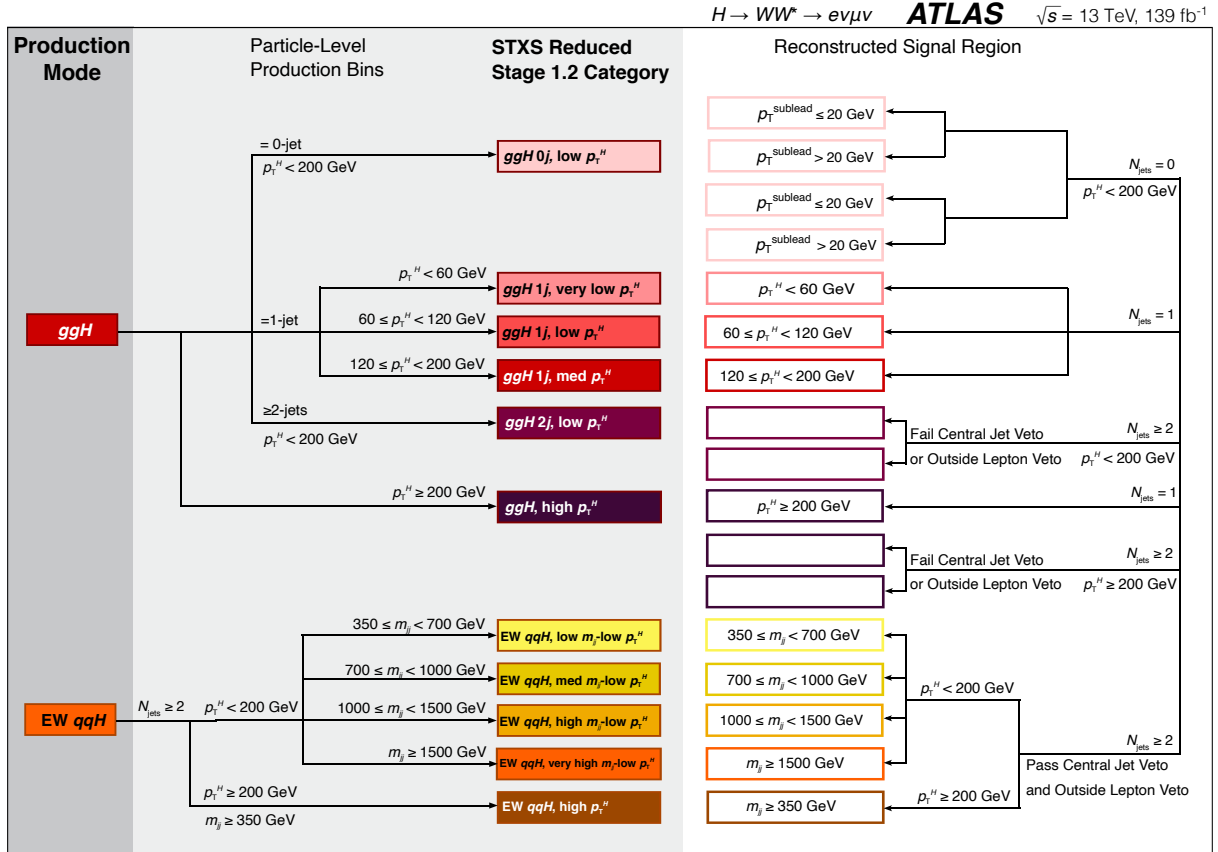 H → WW* → eνμν ATLAS √s = 13 TeV, 139 fb⁻¹
Production
Mode
Particle-Level
Production Bins
STXS Reduced
Stage 1.2 Category
Reconstructed Signal Region
= 0-jet
p_T^H < 200 GeV
ggH 0j, low p_T^H
p_T^sublead ≤ 20 GeV
p_T^sublead > 20 GeV
p_T^sublead ≤ 20 GeV
p_T^sublead > 20 GeV
N_jets = 0
p_T^H < 200 GeV
ggH
=1-jet
p_T^H < 60 GeV
ggH 1j, very low p_T^H
p_T^H < 60 GeV
60 ≤ p_T^H < 120 GeV
ggH 1j, low p_T^H
60 ≤ p_T^H < 120 GeV
N_jets = 1
120 ≤ p_T^H < 200 GeV
ggH 1j, med p_T^H
120 ≤ p_T^H < 200 GeV
≥2-jets
p_T^H < 200 GeV
ggH 2j, low p_T^H
Fail Central Jet Veto
or Outside Lepton Veto
N_jets ≥ 2
p_T^H < 200 GeV
p_T^H ≥ 200 GeV
ggH, high p_T^H
p_T^H ≥ 200 GeV
N_jets = 1
Fail Central Jet Veto
or Outside Lepton Veto
N_jets ≥ 2
p_T^H ≥ 200 GeV
EW qqH
N_jets ≥ 2
p_T^H < 200 GeV
350 ≤ m_jj < 700 GeV
EW qqH, low m_jj-low p_T^H
350 ≤ m_jj < 700 GeV
700 ≤ m_jj < 1000 GeV
EW qqH, med m_jj-low p_T^H
700 ≤ m_jj < 1000 GeV
p_T^H < 200 GeV
1000 ≤ m_jj < 1500 GeV
EW qqH, high m_jj-low p_T^H
1000 ≤ m_jj < 1500 GeV
m_jj ≥ 1500 GeV
EW qqH, very high m_jj-low p_T^H
m_jj ≥ 1500 GeV
N_jets ≥ 2
Pass Central Jet Veto
and Outside Lepton Veto
p_T^H ≥ 200 GeV
m_jj ≥ 350 GeV
EW qqH, high p_T^H
m_jj ≥ 350 GeV
p_T^H ≥ 200 GeV